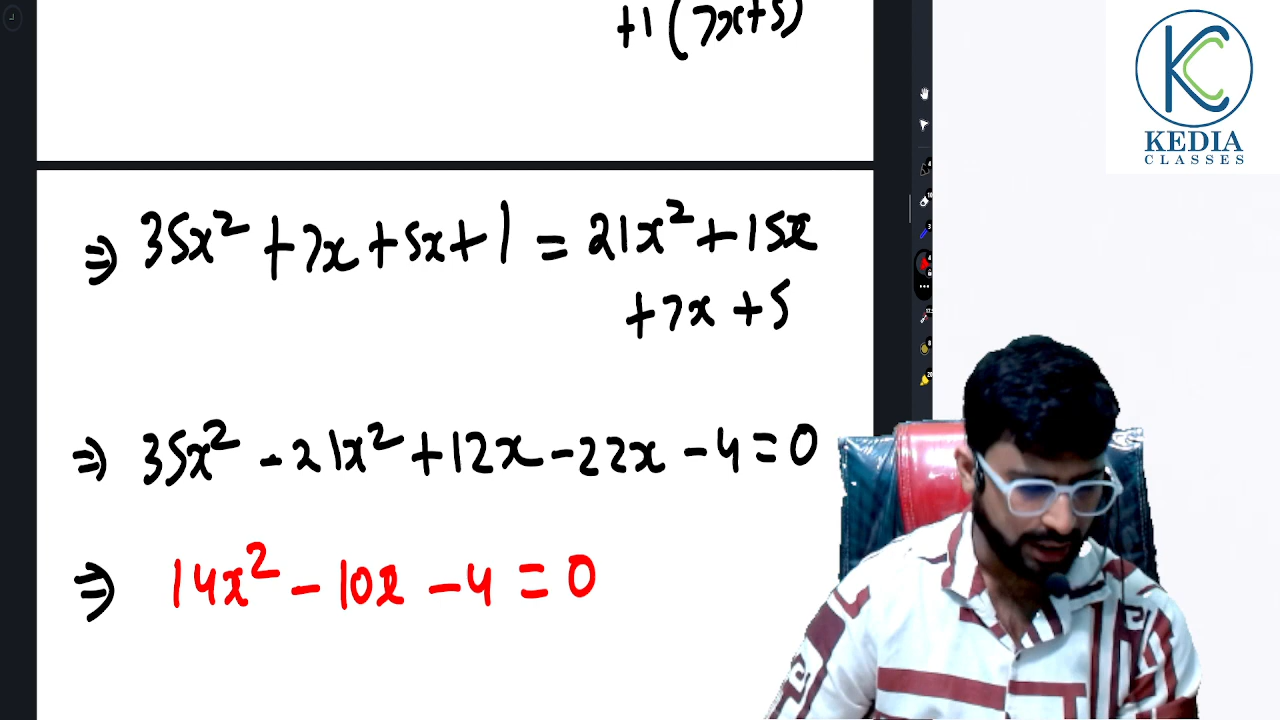 +1 (7x+5)
⇒ 35x² +7x +5x+1 = 21x² +15x
+7x +5
⇒ 35x² -21x² +12x -22x -4=0
⇒ 14x² - 10x - 4 = 0
KC
KEDIA
CLASSES